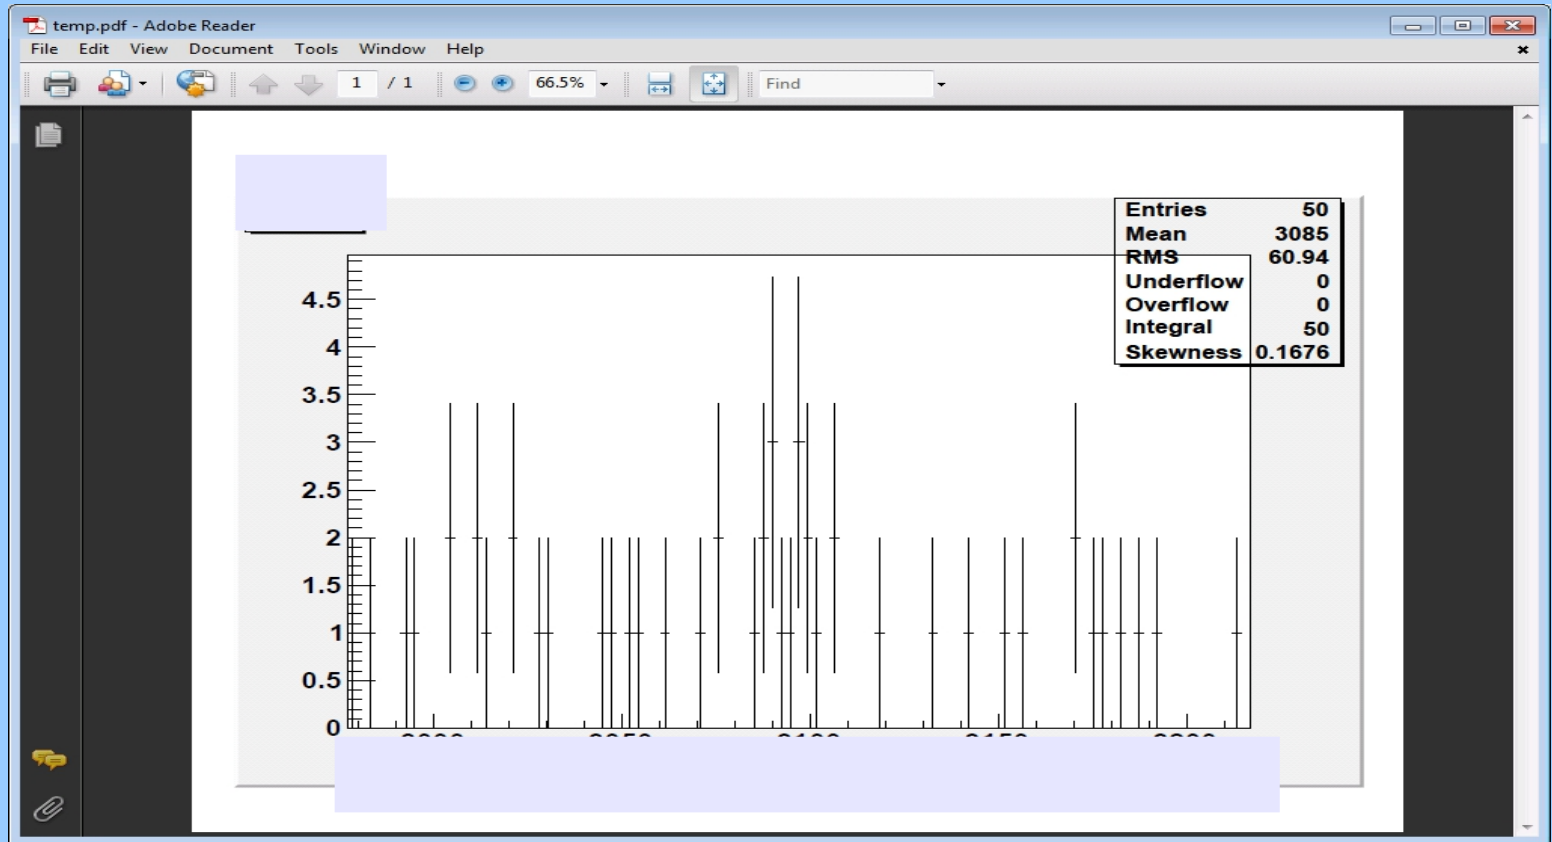 temp.pdf - Adobe Reader
File Edit View Document Tools Window Help
1 / 1 66.5% Find
Entries 50
Mean 3085
RMS 60.94
Underflow 0
Overflow 0
Integral 50
Skewness 0.1676
4.5
4
3.5
3
2.5
2
1.5
1
0.5
0